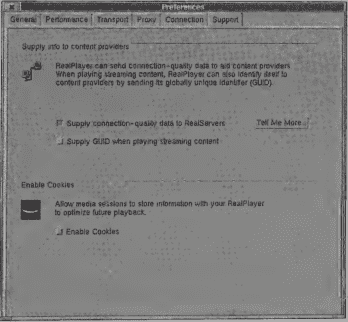 Preferences
General Performance Transport Proxy Connection Support
Supply info to content providers
RealPlayer can send connection-quality data to aid content providers.
When playing streaming content, RealPlayer can also identify itself to
content providers by sending its globally unique identifier (GUID).
Supply connection-quality data to RealServers Tell Me More...
Supply GUID when playing streaming content
Enable Cookies
Allow media sessions to store information with your RealPlayer
to optimize future playback.
Enable Cookies